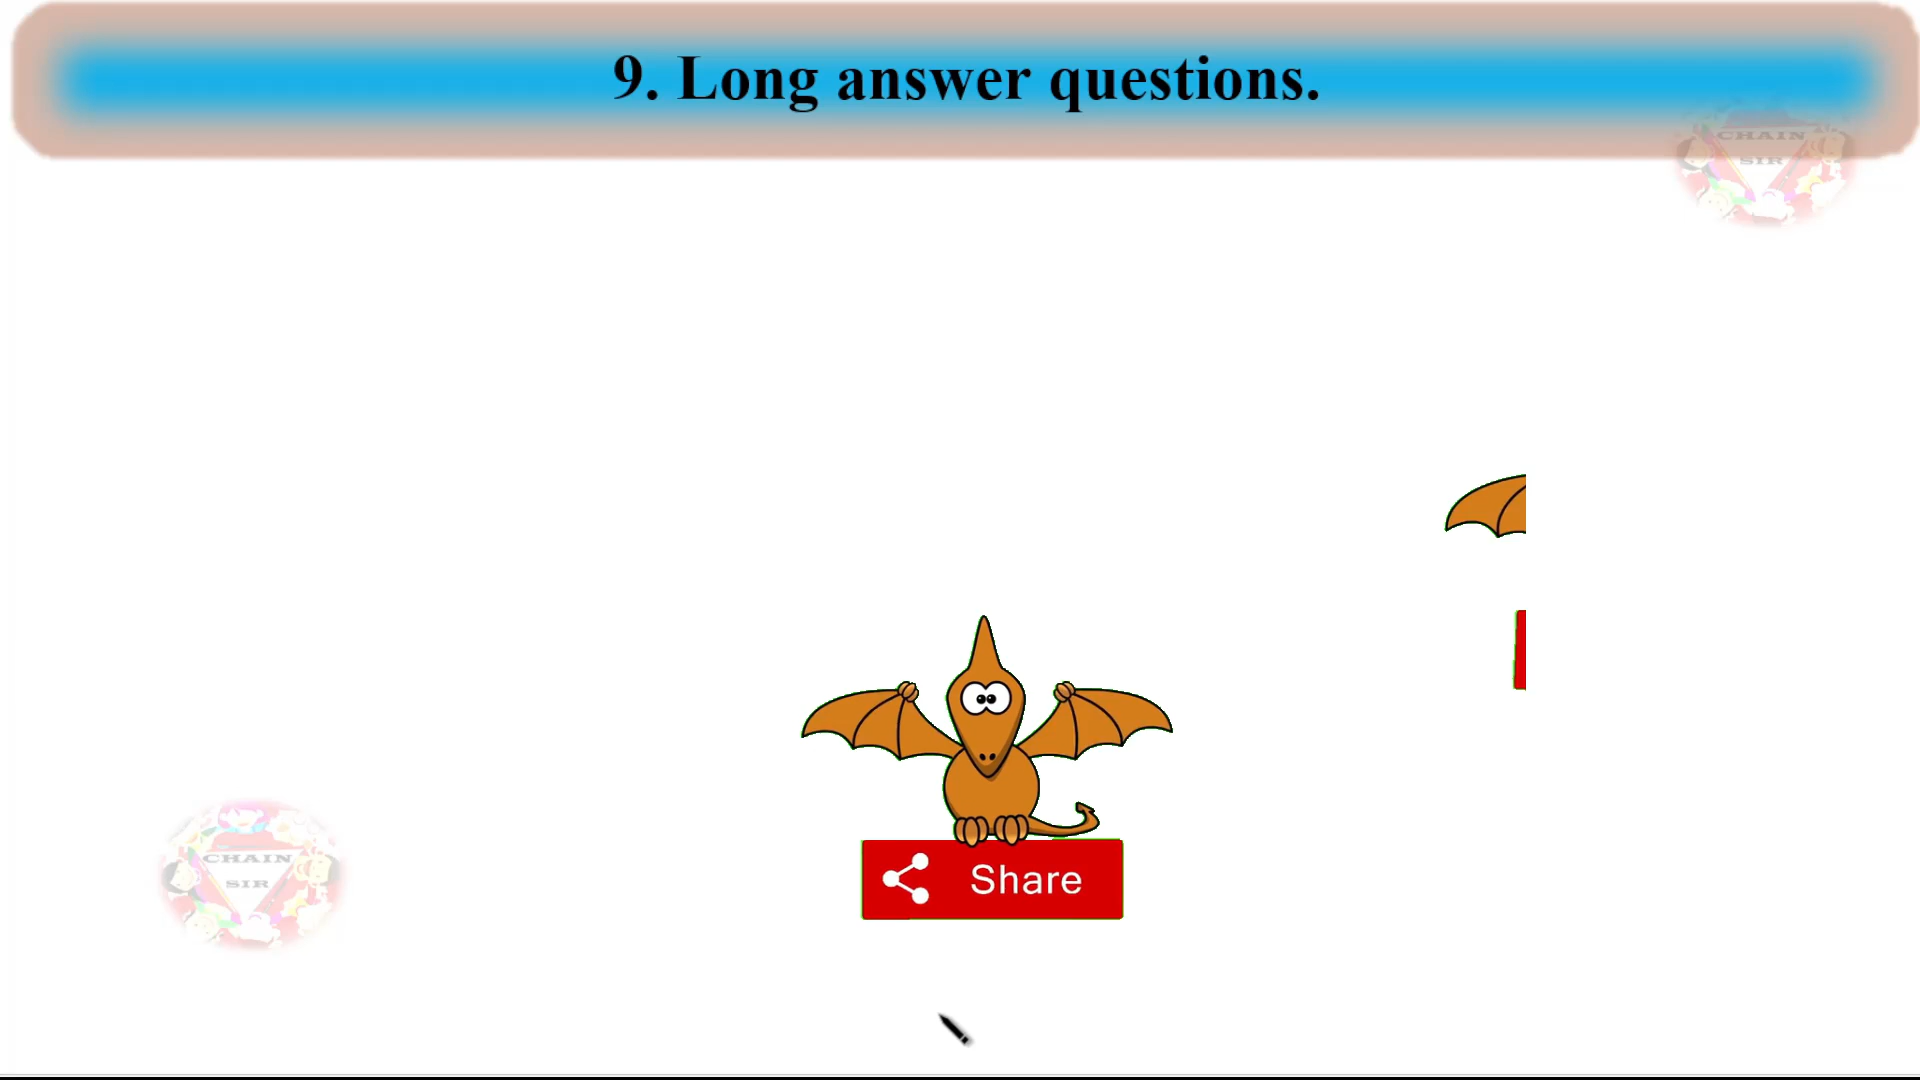 9. Long answer questions.
CHAIN
SIR
Share
CHAIN
SIR